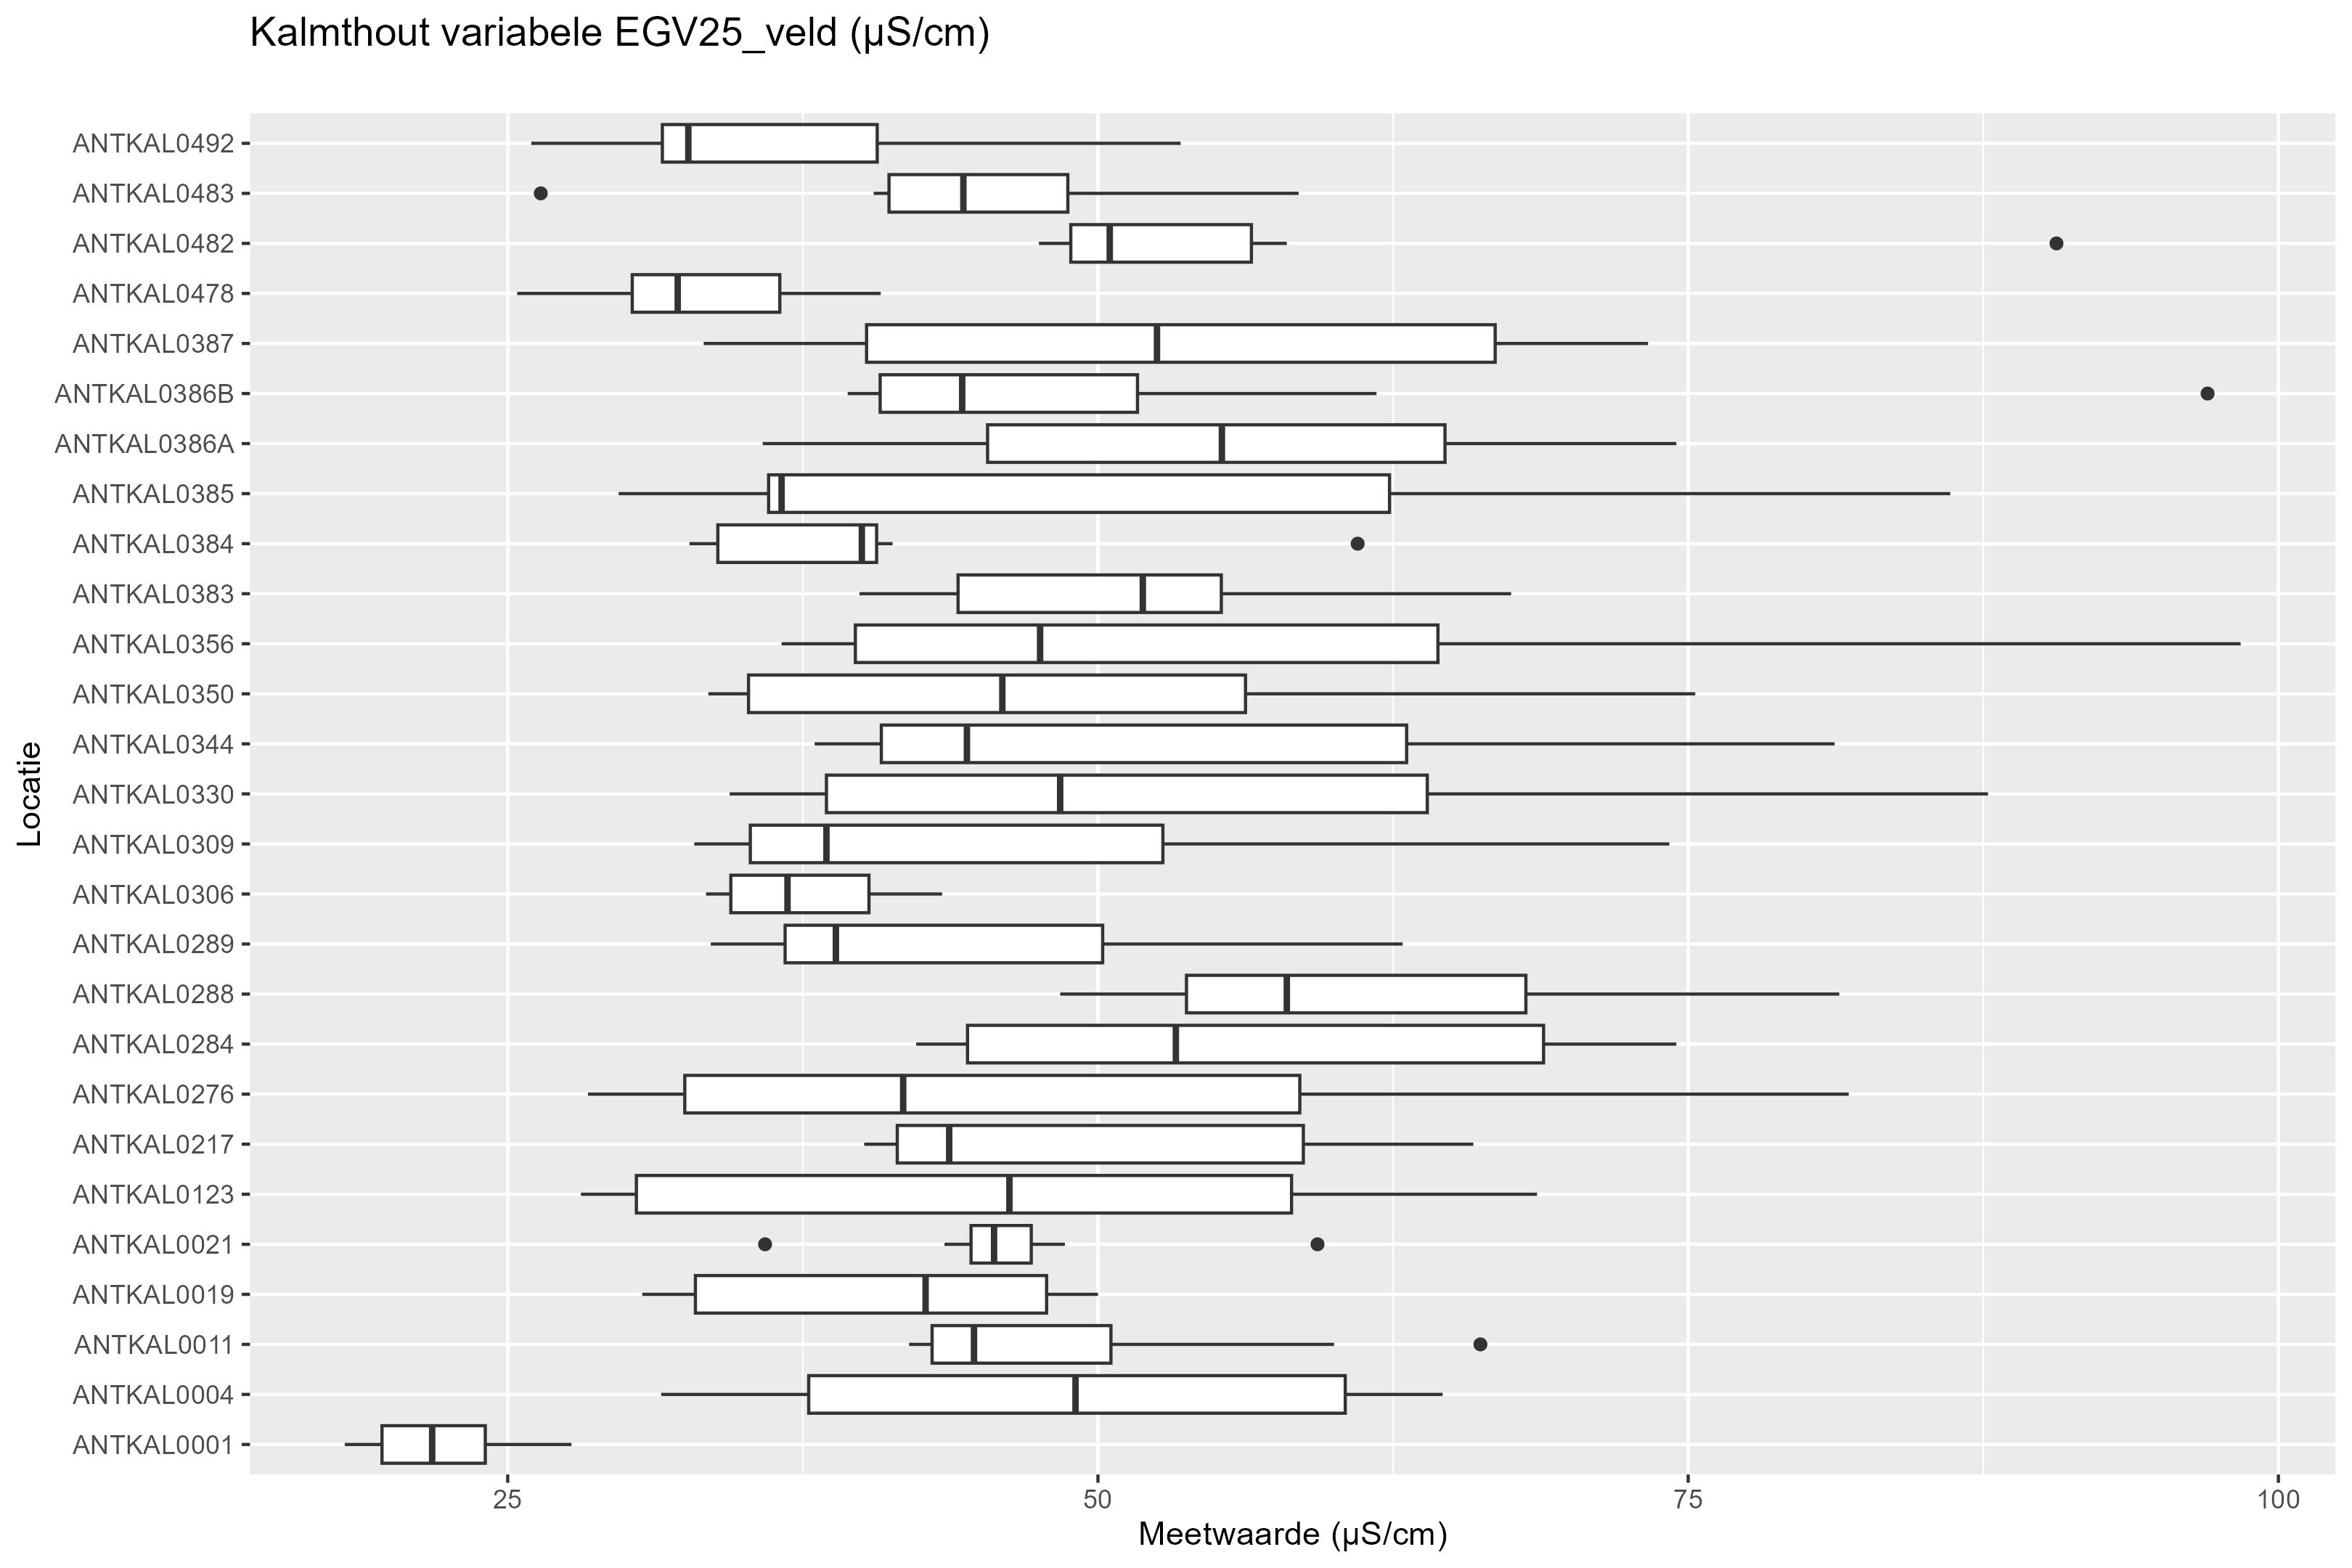 Kalmthout variabele EGV25_veld (µS/cm)
ANTKAL0492
ANTKAL0483
ANTKAL0482
ANTKAL0478
ANTKAL0387
ANTKAL0386B
ANTKAL0386A
ANTKAL0385
ANTKAL0384
ANTKAL0383
ANTKAL0356
ANTKAL0350
ANTKAL0344
ANTKAL0330
ANTKAL0309
ANTKAL0306
ANTKAL0289
ANTKAL0288
ANTKAL0284
ANTKAL0276
ANTKAL0217
ANTKAL0123
ANTKAL0021
ANTKAL0019
ANTKAL0011
ANTKAL0004
ANTKAL0001
Locatie
25 50 75 100
Meetwaarde (µS/cm)